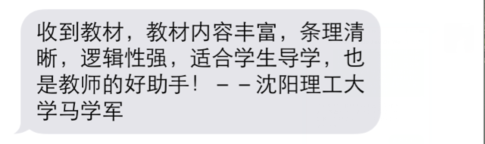 收到教材，教材内容丰富，条理清
晰，逻辑性强，适合学生导学，也
是教师的好助手！－－沈阳理工大
学马学军